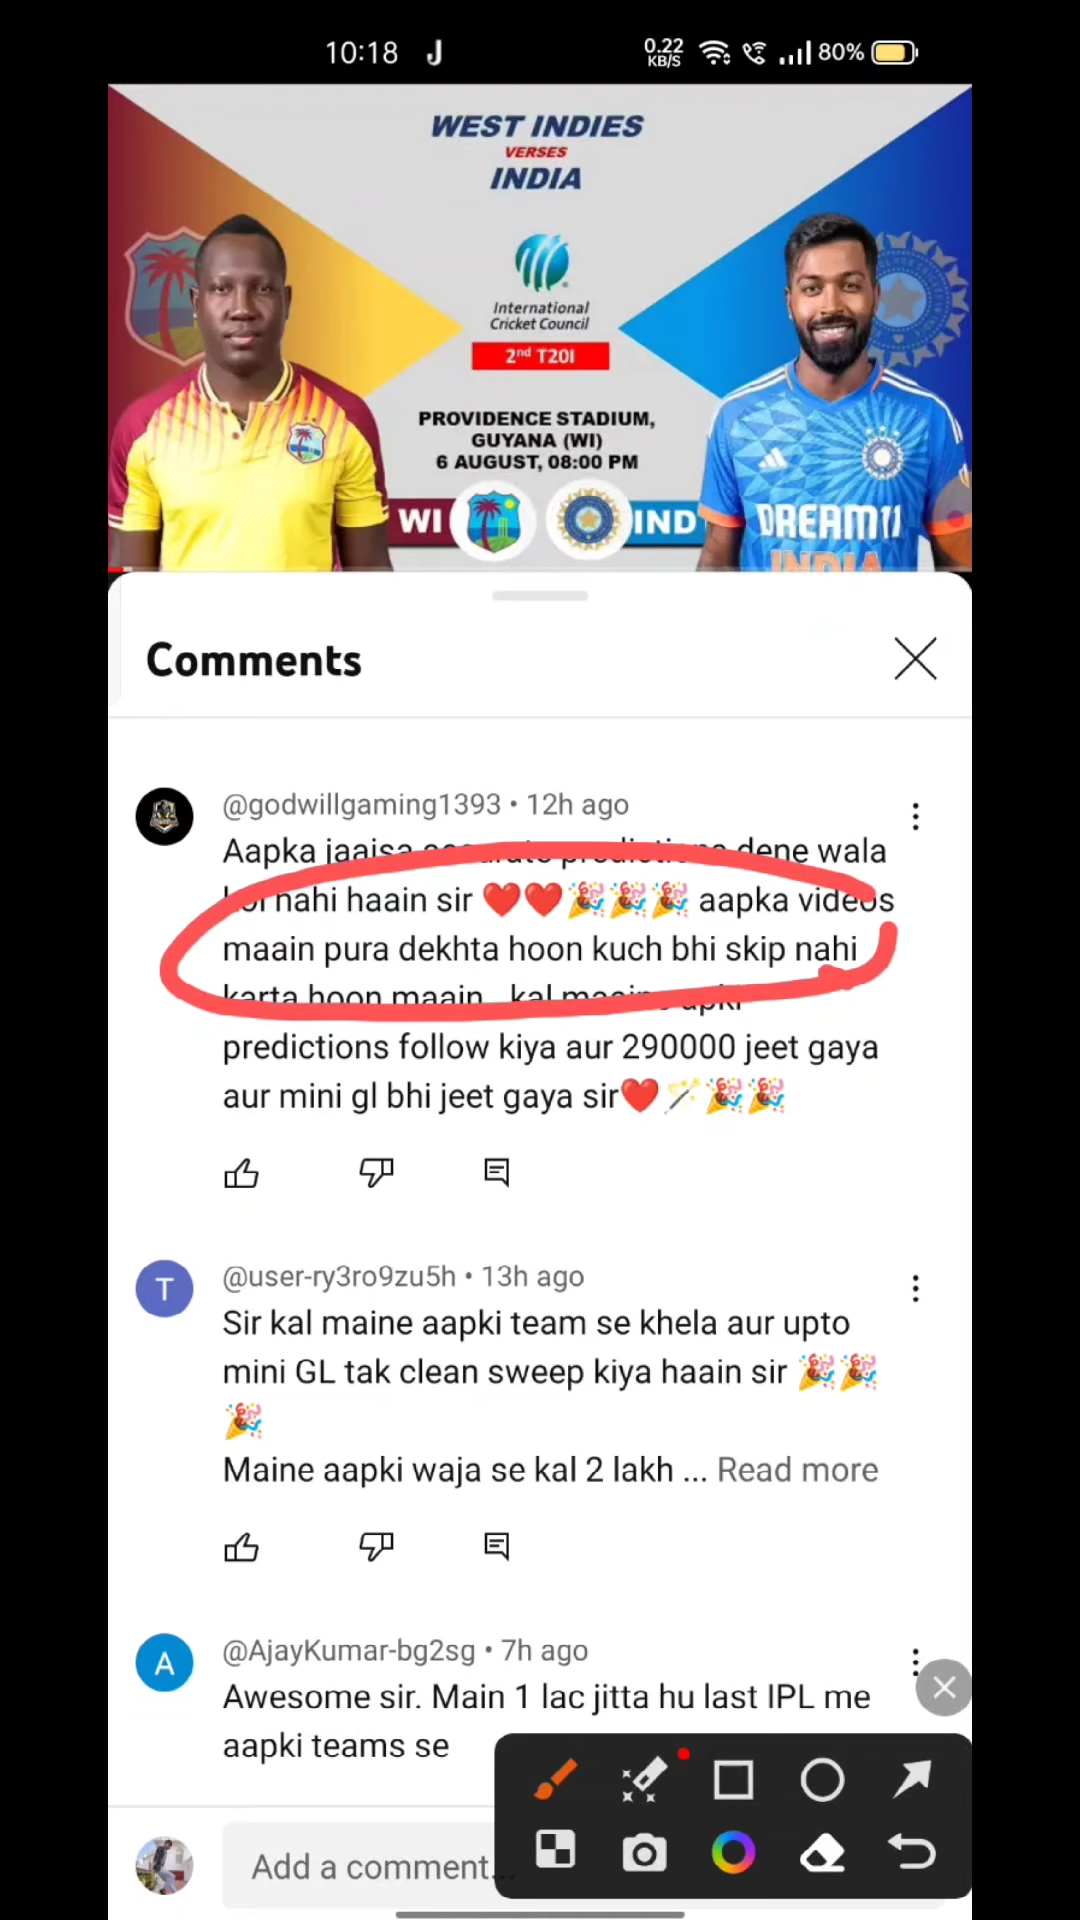 10:18 J 0.22 KB/S 80%
WEST INDIES
VERSES
INDIA
International
Cricket Council
2nd T20I
PROVIDENCE STADIUM,
GUYANA (WI)
6 AUGUST, 08:00 PM
WI IND
DREAM11
INDIA
Comments
@godwillgaming1393 • 12h ago
Aapka jaaisa accurate predictions dene wala
koi nahi haain sir ❤️❤️🎉🎉🎉 aapka videos
maain pura dekhta hoon kuch bhi skip nahi
karta hoon maain kal maaine apki
predictions follow kiya aur 290000 jeet gaya
aur mini gl bhi jeet gaya sir❤️🪄🎉🎉
T
@user-ry3ro9zu5h • 13h ago
Sir kal maine aapki team se khela aur upto
mini GL tak clean sweep kiya haain sir 🎉🎉
🎉
Maine aapki waja se kal 2 lakh ... Read more
A
@AjayKumar-bg2sg • 7h ago
Awesome sir. Main 1 lac jitta hu last IPL me
aapki teams se
Add a comment...